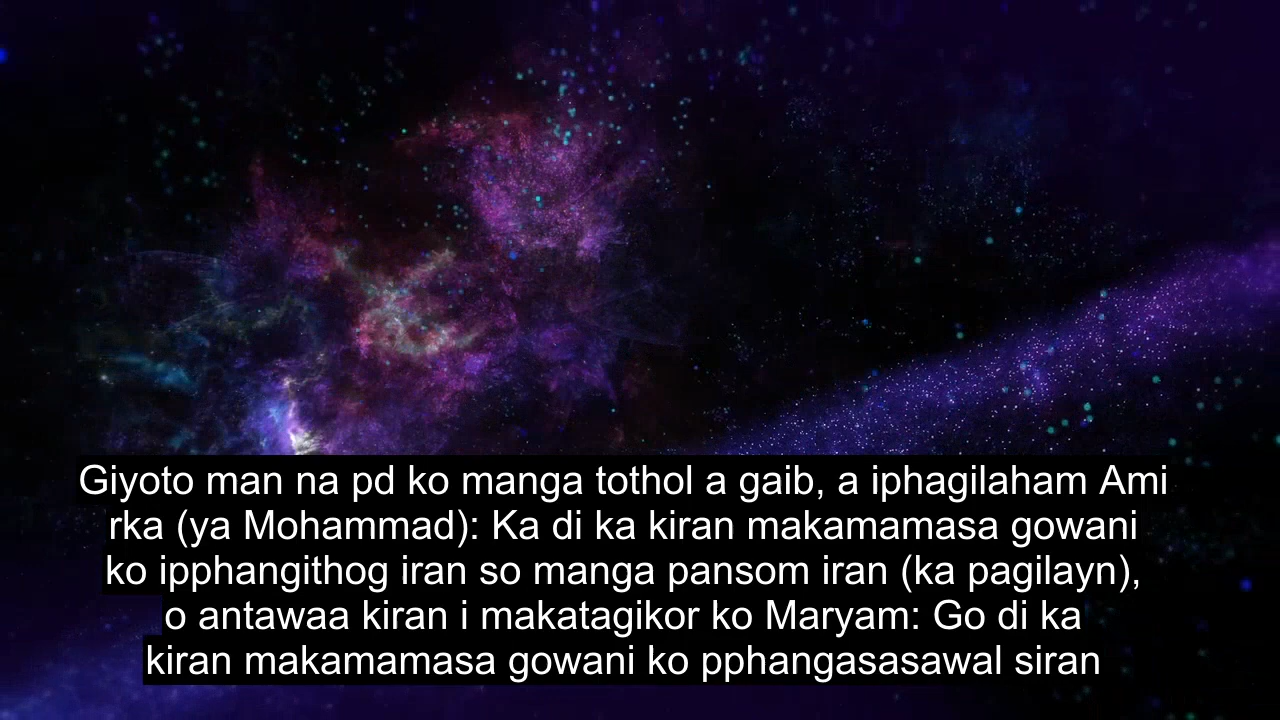 Giyoto man na pd ko manga tothol a gaib, a iphagilaham Ami
rka (ya Mohammad): Ka di ka kiran makamamasa gowani
ko ipphangithog iran so manga pansom iran (ka pagilayn),
o antawaa kiran i makatagikor ko Maryam: Go di ka
kiran makamamasa gowani ko pphangasasawal siran